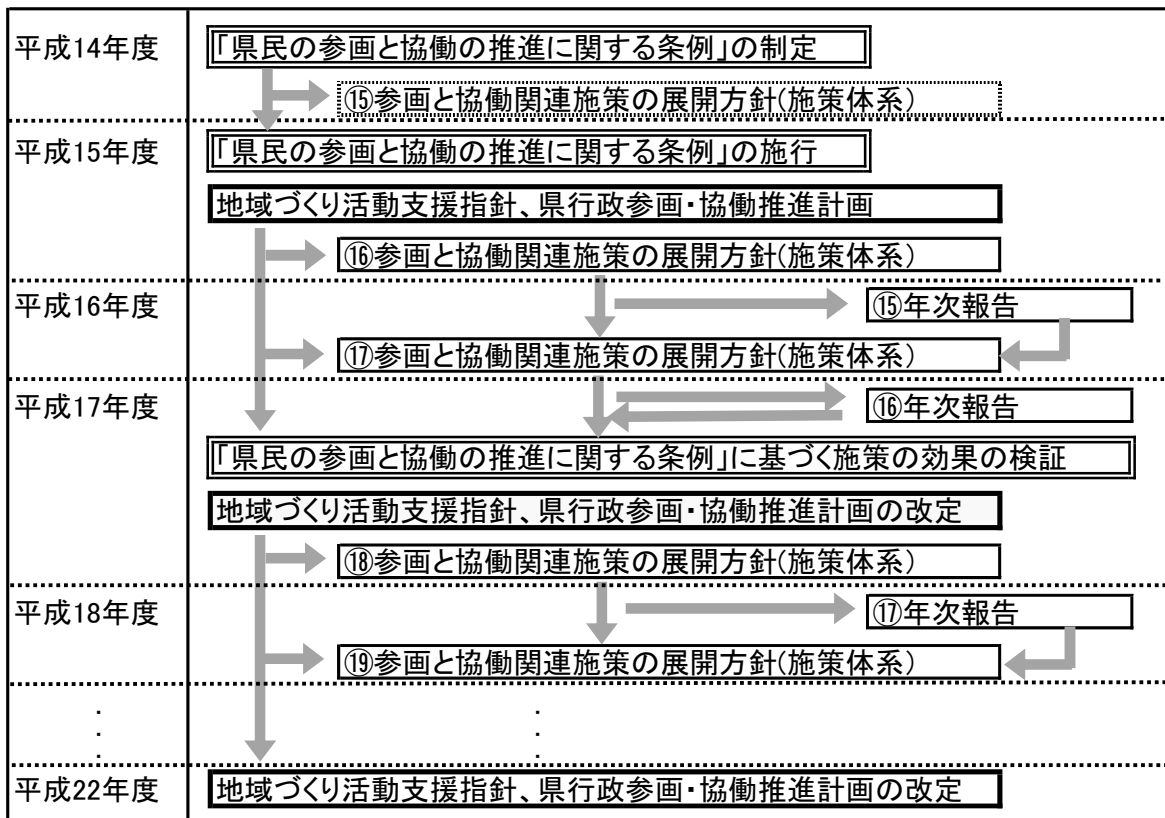 平成14年度
「県民の参画と協働の推進に関する条例」の制定
⑮参画と協働関連施策の展開方針(施策体系)
平成15年度
「県民の参画と協働の推進に関する条例」の施行
地域づくり活動支援指針、県行政参画・協働推進計画
⑯参画と協働関連施策の展開方針(施策体系)
平成16年度
⑮年次報告
⑰参画と協働関連施策の展開方針(施策体系)
平成17年度
⑯年次報告
「県民の参画と協働の推進に関する条例」に基づく施策の効果の検証
地域づくり活動支援指針、県行政参画・協働推進計画の改定
⑱参画と協働関連施策の展開方針(施策体系)
平成18年度
⑰年次報告
⑲参画と協働関連施策の展開方針(施策体系)
平成22年度
地域づくり活動支援指針、県行政参画・協働推進計画の改定